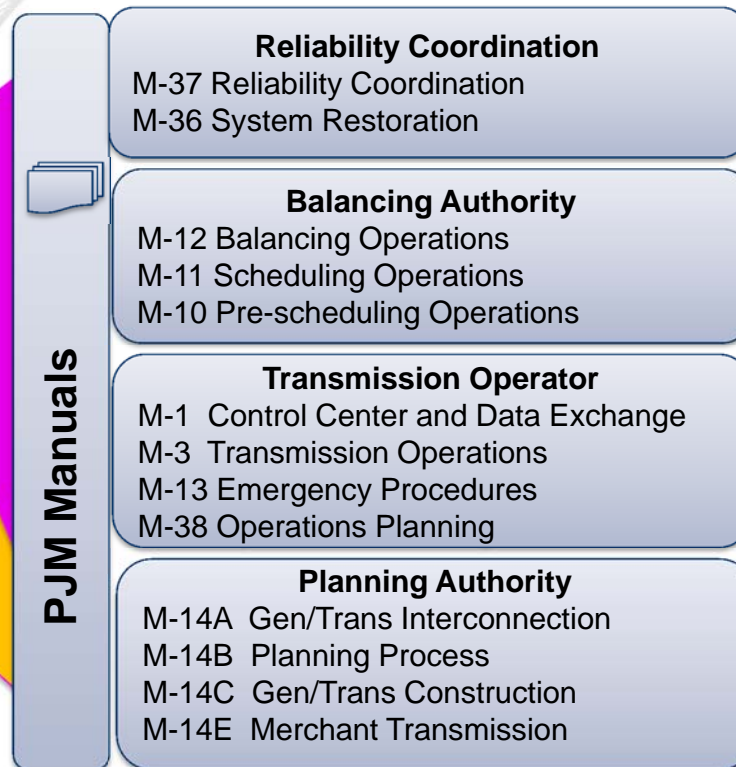 PJM Manuals
Reliability Coordination
M-37 Reliability Coordination
M-36 System Restoration
Balancing Authority
M-12 Balancing Operations
M-11 Scheduling Operations
M-10 Pre-scheduling Operations
Transmission Operator
M-1 Control Center and Data Exchange
M-3 Transmission Operations
M-13 Emergency Procedures
M-38 Operations Planning
Planning Authority
M-14A Gen/Trans Interconnection
M-14B Planning Process
M-14C Gen/Trans Construction
M-14E Merchant Transmission